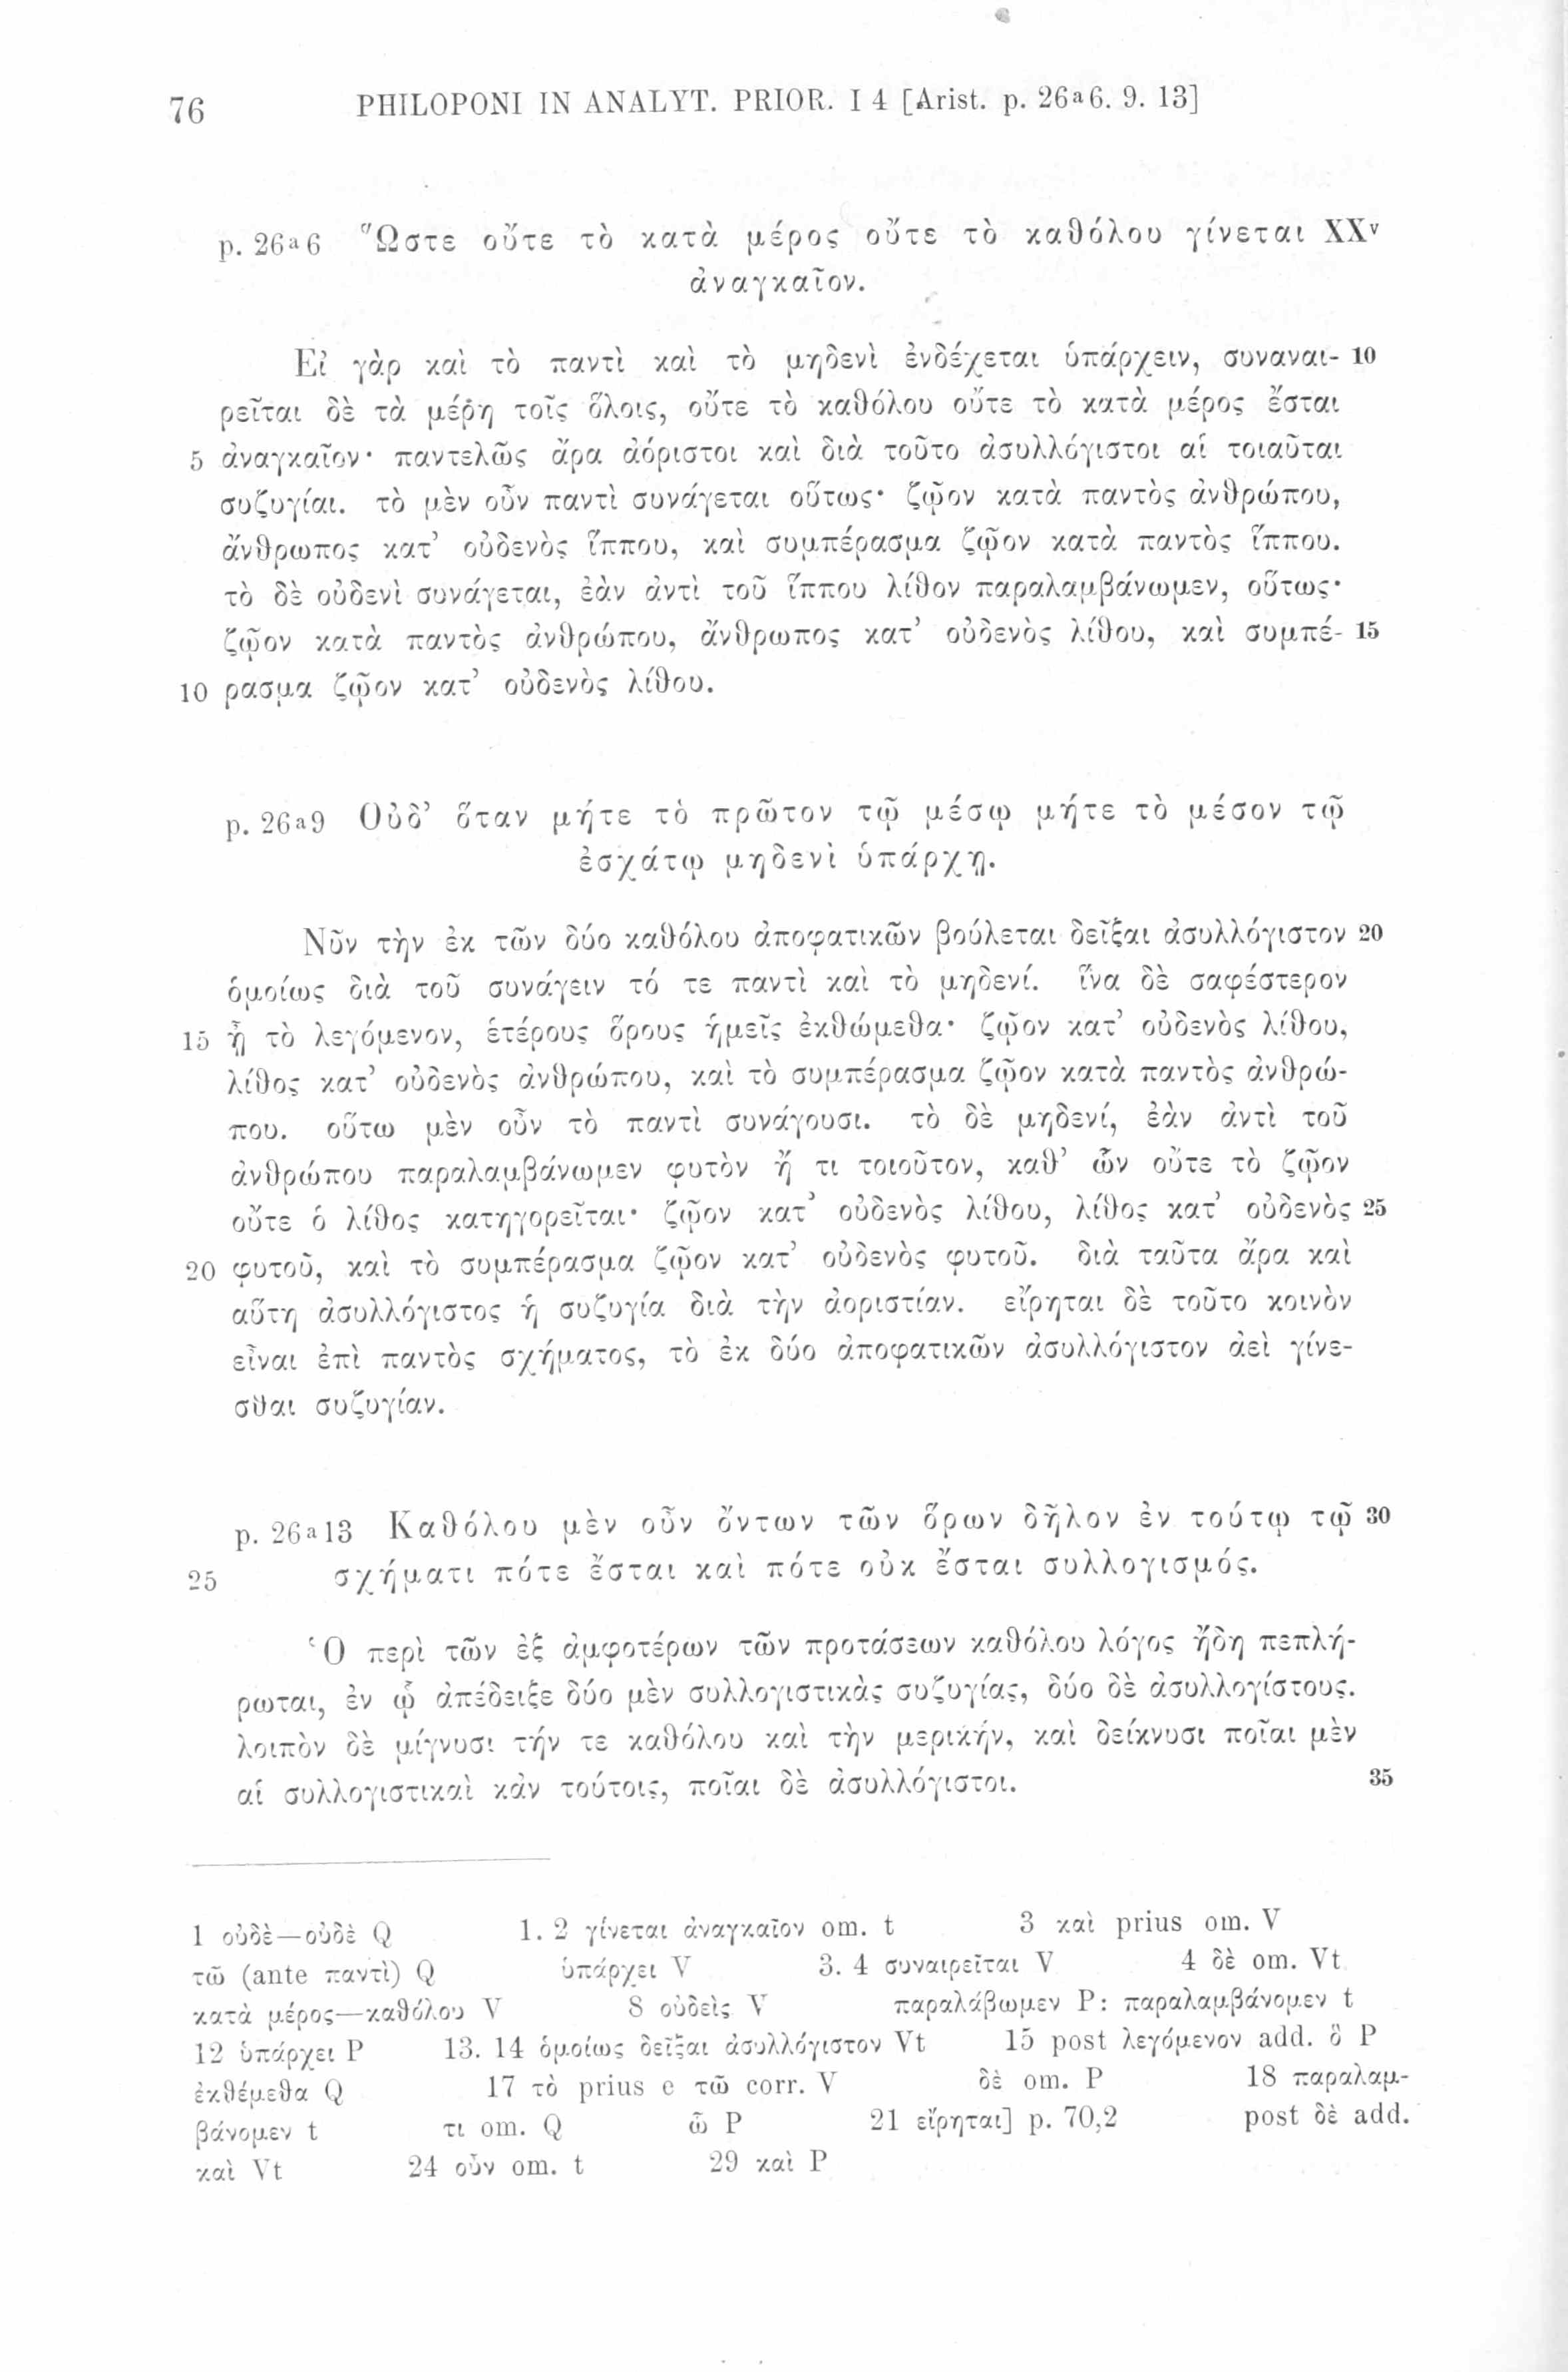 76 PHILOPONI IN ANALYT. PRIOR. I 4 [Arist. p. 26a6. 9. 13]
p. 26a6 Ὥστε οὔτε τὸ κατὰ μέρος οὔτε τὸ καθόλου γίνεται XXv
ἀναγκαῖον.
Εἰ γὰρ καὶ τὸ παντὶ καὶ τὸ μηδενὶ ἐνδέχεται ὑπάρχειν, συναναι- 10
ρεῖται δὲ τὰ μέρη τοῖς ὅλοις, οὔτε τὸ καθόλου οὔτε τὸ κατὰ μέρος ἔσται
5 ἀναγκαῖον· παντελῶς ἄρα ἀόριστοι καὶ διὰ τοῦτο ἀσυλλόγιστοι αἱ τοιαῦται
συζυγίαι. τὸ μὲν οὖν παντὶ συνάγεται οὕτως· ζῷον κατὰ παντὸς ἀνθρώπου,
ἄνθρωπος κατ’ οὐδενὸς ἵππου, καὶ συμπέρασμα ζῷον κατὰ παντὸς ἵππου.
τὸ δὲ οὐδενὶ συνάγεται, ἐὰν ἀντὶ τοῦ ἵππου λίθον παραλαμβάνωμεν, οὕτως·
ζῷον κατὰ παντὸς ἀνθρώπου, ἄνθρωπος κατ’ οὐδενὸς λίθου, καὶ συμπέ- 15
10 ρασμα ζῷον κατ’ οὐδενὸς λίθου.
p. 26a9 Οὐδ’ ὅταν μήτε τὸ πρῶτον τῷ μέσῳ μήτε τὸ μέσον τῷ
ἐσχάτῳ μηδενὶ ὑπάρχῃ.
Νῦν τὴν ἐκ τῶν δύο καθόλου ἀποφατικῶν βούλεται δεῖξαι ἀσυλλόγιστον 20
ὁμοίως διὰ τοῦ συνάγειν τό τε παντὶ καὶ τὸ μηδενί. ἵνα δὲ σαφέστερον
15 ᾖ τὸ λεγόμενον, ἑτέρους ὅρους ἡμεῖς ἐκθώμεθα· ζῷον κατ’ οὐδενὸς λίθου,
λίθος κατ’ οὐδενὸς ἀνθρώπου, καὶ τὸ συμπέρασμα ζῷον κατὰ παντὸς ἀνθρώ-
που. οὕτω μὲν οὖν τὸ παντὶ συνάγουσι. τὸ δὲ μηδενί, ἐὰν ἀντὶ τοῦ
ἀνθρώπου παραλαμβάνωμεν φυτὸν ἤ τι τοιοῦτον, καθ’ ὧν οὔτε τὸ ζῷον
οὔτε ὁ λίθος κατηγορεῖται· ζῷον κατ’ οὐδενὸς λίθου, λίθος κατ’ οὐδενὸς 25
20 φυτοῦ, καὶ τὸ συμπέρασμα ζῷον κατ’ οὐδενὸς φυτοῦ. διὰ ταῦτα ἄρα καὶ
αὕτη ἀσυλλόγιστος ἡ συζυγία διὰ τὴν ἀοριστίαν. εἴρηται δὲ τοῦτο κοινὸν
εἶναι ἐπὶ παντὸς σχήματος, τὸ ἐκ δύο ἀποφατικῶν ἀσυλλόγιστον ἀεὶ γίνε-
σθαι συζυγίαν.
p. 26a13 Καθόλου μὲν οὖν ὄντων τῶν ὅρων δῆλον ἐν τούτῳ τῷ 30
25 σχήματι πότε ἔσται καὶ πότε οὐκ ἔσται συλλογισμός.
Ὁ περὶ τῶν ἐξ ἀμφοτέρων τῶν προτάσεων καθόλου λόγος ἤδη πεπλή-
ρωται, ἐν ᾧ ἀπέδειξε δύο μὲν συλλογιστικὰς συζυγίας, δύο δὲ ἀσυλλογίστους.
λοιπὸν δὲ μίγνυσι τήν τε καθόλου καὶ τὴν μερικήν, καὶ δείκνυσι ποῖαι μὲν
αἱ συλλογιστικαὶ κἀν τούτοις, ποῖαι δὲ ἀσυλλόγιστοι. 35
1 οὐδὲ—οὐδὲ Q 1. 2 γίνεται ἀναγκαῖον om. t 3 καὶ prius om. V
τῶ (ante παντὶ) Q ὑπάρχει V 3. 4 συναιρεῖται V 4 δὲ om. Vt
κατὰ μέρος—καθόλου V 8 οὐδεὶς V παραλάβωμεν P: παραλαμβάνομεν t
12 ὑπάρχει P 13. 14 ὁμοίως δεῖξαι ἀσυλλόγιστον Vt 15 post λεγόμενον add. ὃ P
ἐκθέμεθα Q 17 τὸ prius e τῶ corr. V δὲ om. P 18 παραλαμ-
βάνομεν t τι om. Q ὧ P 21 εἴρηται] p. 70,2 post δὲ add.
καὶ Vt 24 οὖν om. t 29 καὶ P